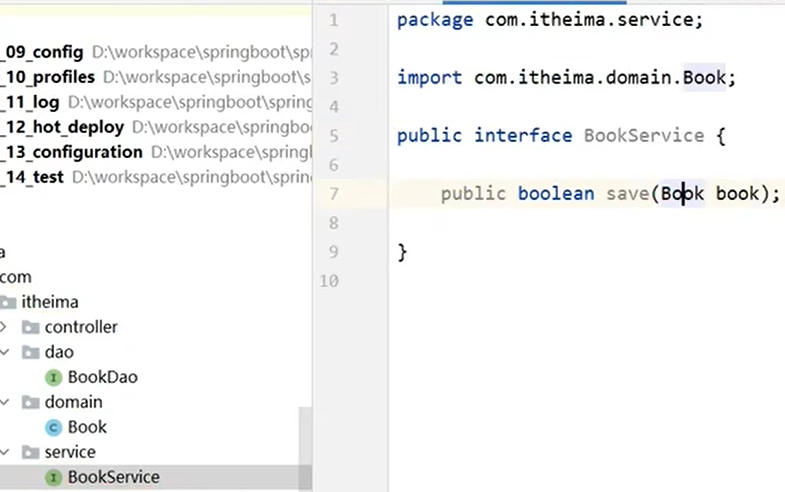 _09_config D:\workspace\springboot\sp
_10_profiles D:\workspace\springboot\s
_11_log D:\workspace\springboot\spring
_12_hot_deploy D:\workspace\springbo
_13_configuration D:\workspace\spring
_14_test D:\workspace\springboot\sprin
a
com
itheima
controller
dao
I BookDao
domain
C Book
service
I BookService
1 package com.itheima.service;
2
3 import com.itheima.domain.Book;
4
5 public interface BookService {
6
7 public boolean save(Book book);
8
9 }
10